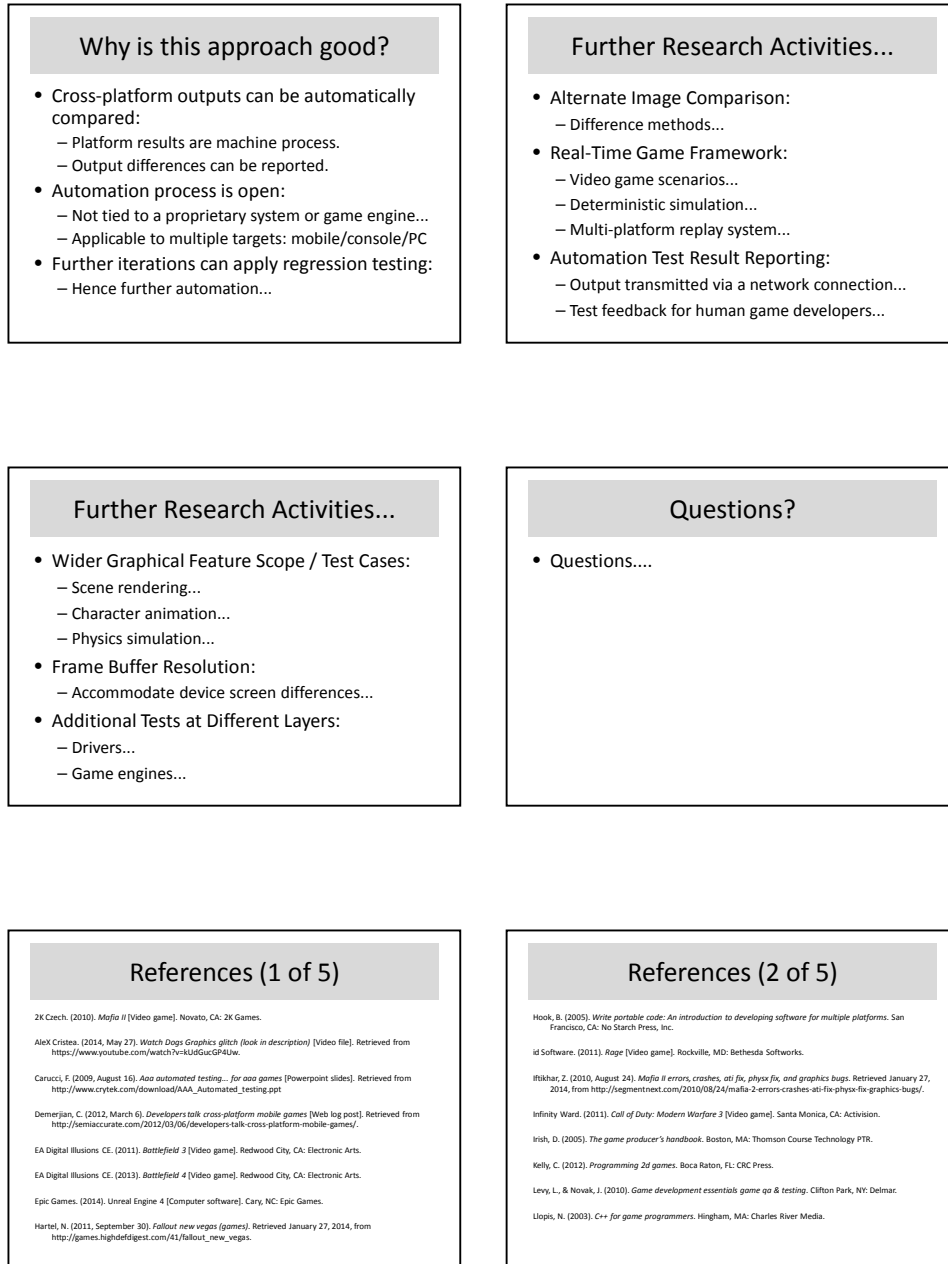 Why is this approach good?
• Cross-platform outputs can be automatically
compared:
– Platform results are machine process.
– Output differences can be reported.
• Automation process is open:
– Not tied to a proprietary system or game engine...
– Applicable to multiple targets: mobile/console/PC
• Further iterations can apply regression testing:
– Hence further automation...
Further Research Activities...
• Alternate Image Comparison:
– Difference methods...
• Real-Time Game Framework:
– Video game scenarios...
– Deterministic simulation...
– Multi-platform replay system...
• Automation Test Result Reporting:
– Output transmitted via a network connection...
– Test feedback for human game developers...
Further Research Activities...
• Wider Graphical Feature Scope / Test Cases:
– Scene rendering...
– Character animation...
– Physics simulation...
• Frame Buffer Resolution:
– Accommodate device screen differences...
• Additional Tests at Different Layers:
– Drivers...
– Game engines...
Questions?
• Questions....
References (1 of 5)
2K Czech. (2010). Mafia II [Video game]. Novato, CA: 2K Games.
AleX Cristea. (2014, May 27). Watch Dogs Graphics glitch (look in description) [Video file]. Retrieved from
https://www.youtube.com/watch?v=kUdGucGP4Uw.
Carucci, F. (2009, August 16). Aaa automated testing... for aaa games [Powerpoint slides]. Retrieved from
http://www.crytek.com/download/AAA_Automated_testing.ppt
Demerjian, C. (2012, March 6). Developers talk cross-platform mobile games [Web log post]. Retrieved from
http://semiaccurate.com/2012/03/06/developers-talk-cross-platform-mobile-games/.
EA Digital Illusions CE. (2011). Battlefield 3 [Video game]. Redwood City, CA: Electronic Arts.
EA Digital Illusions CE. (2013). Battlefield 4 [Video game]. Redwood City, CA: Electronic Arts.
Epic Games. (2014). Unreal Engine 4 [Computer software]. Cary, NC: Epic Games.
Hartel, N. (2011, September 30). Fallout new vegas (games). Retrieved January 27, 2014, from
http://games.highdefdigest.com/41/fallout_new_vegas.
References (2 of 5)
Hook, B. (2005). Write portable code: An introduction to developing software for multiple platforms. San
Francisco, CA: No Starch Press, Inc.
id Software. (2011). Rage [Video game]. Rockville, MD: Bethesda Softworks.
Iftikhar, Z. (2010, August 24). Mafia II errors, crashes, ati fix, physx fix, and graphics bugs. Retrieved January 27,
2014, from http://segmentnext.com/2010/08/24/mafia-2-errors-crashes-ati-fix-physx-fix-graphics-bugs/.
Infinity Ward. (2011). Call of Duty: Modern Warfare 3 [Video game]. Santa Monica, CA: Activision.
Irish, D. (2005). The game producer's handbook. Boston, MA: Thomson Course Technology PTR.
Kelly, C. (2012). Programming 2d games. Boca Raton, FL: CRC Press.
Levy, L., & Novak, J. (2010). Game development essentials game qa & testing. Clifton Park, NY: Delmar.
Llopis, N. (2003). C++ for game programmers. Hingham, MA: Charles River Media.